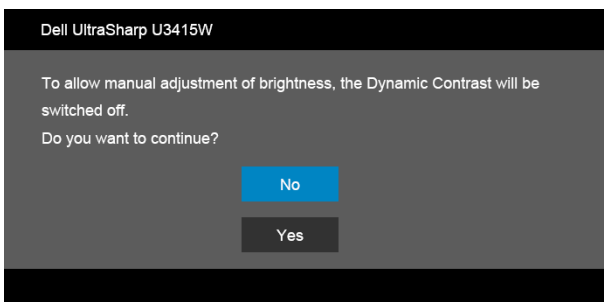 Dell UltraSharp U3415W
To allow manual adjustment of brightness, the Dynamic Contrast will be
switched off.
Do you want to continue?
No
Yes